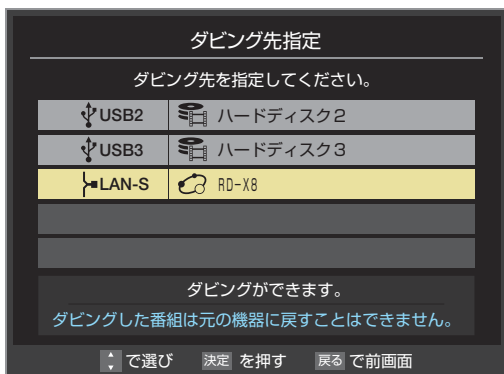 ダビング先指定
ダビング先を指定してください。
USB2 ハードディスク2
USB3 ハードディスク3
LAN-S RD-X8
ダビングができます。
ダビングした番組は元の機器に戻すことはできません。
で選び 決定 を押す 戻る で前画面